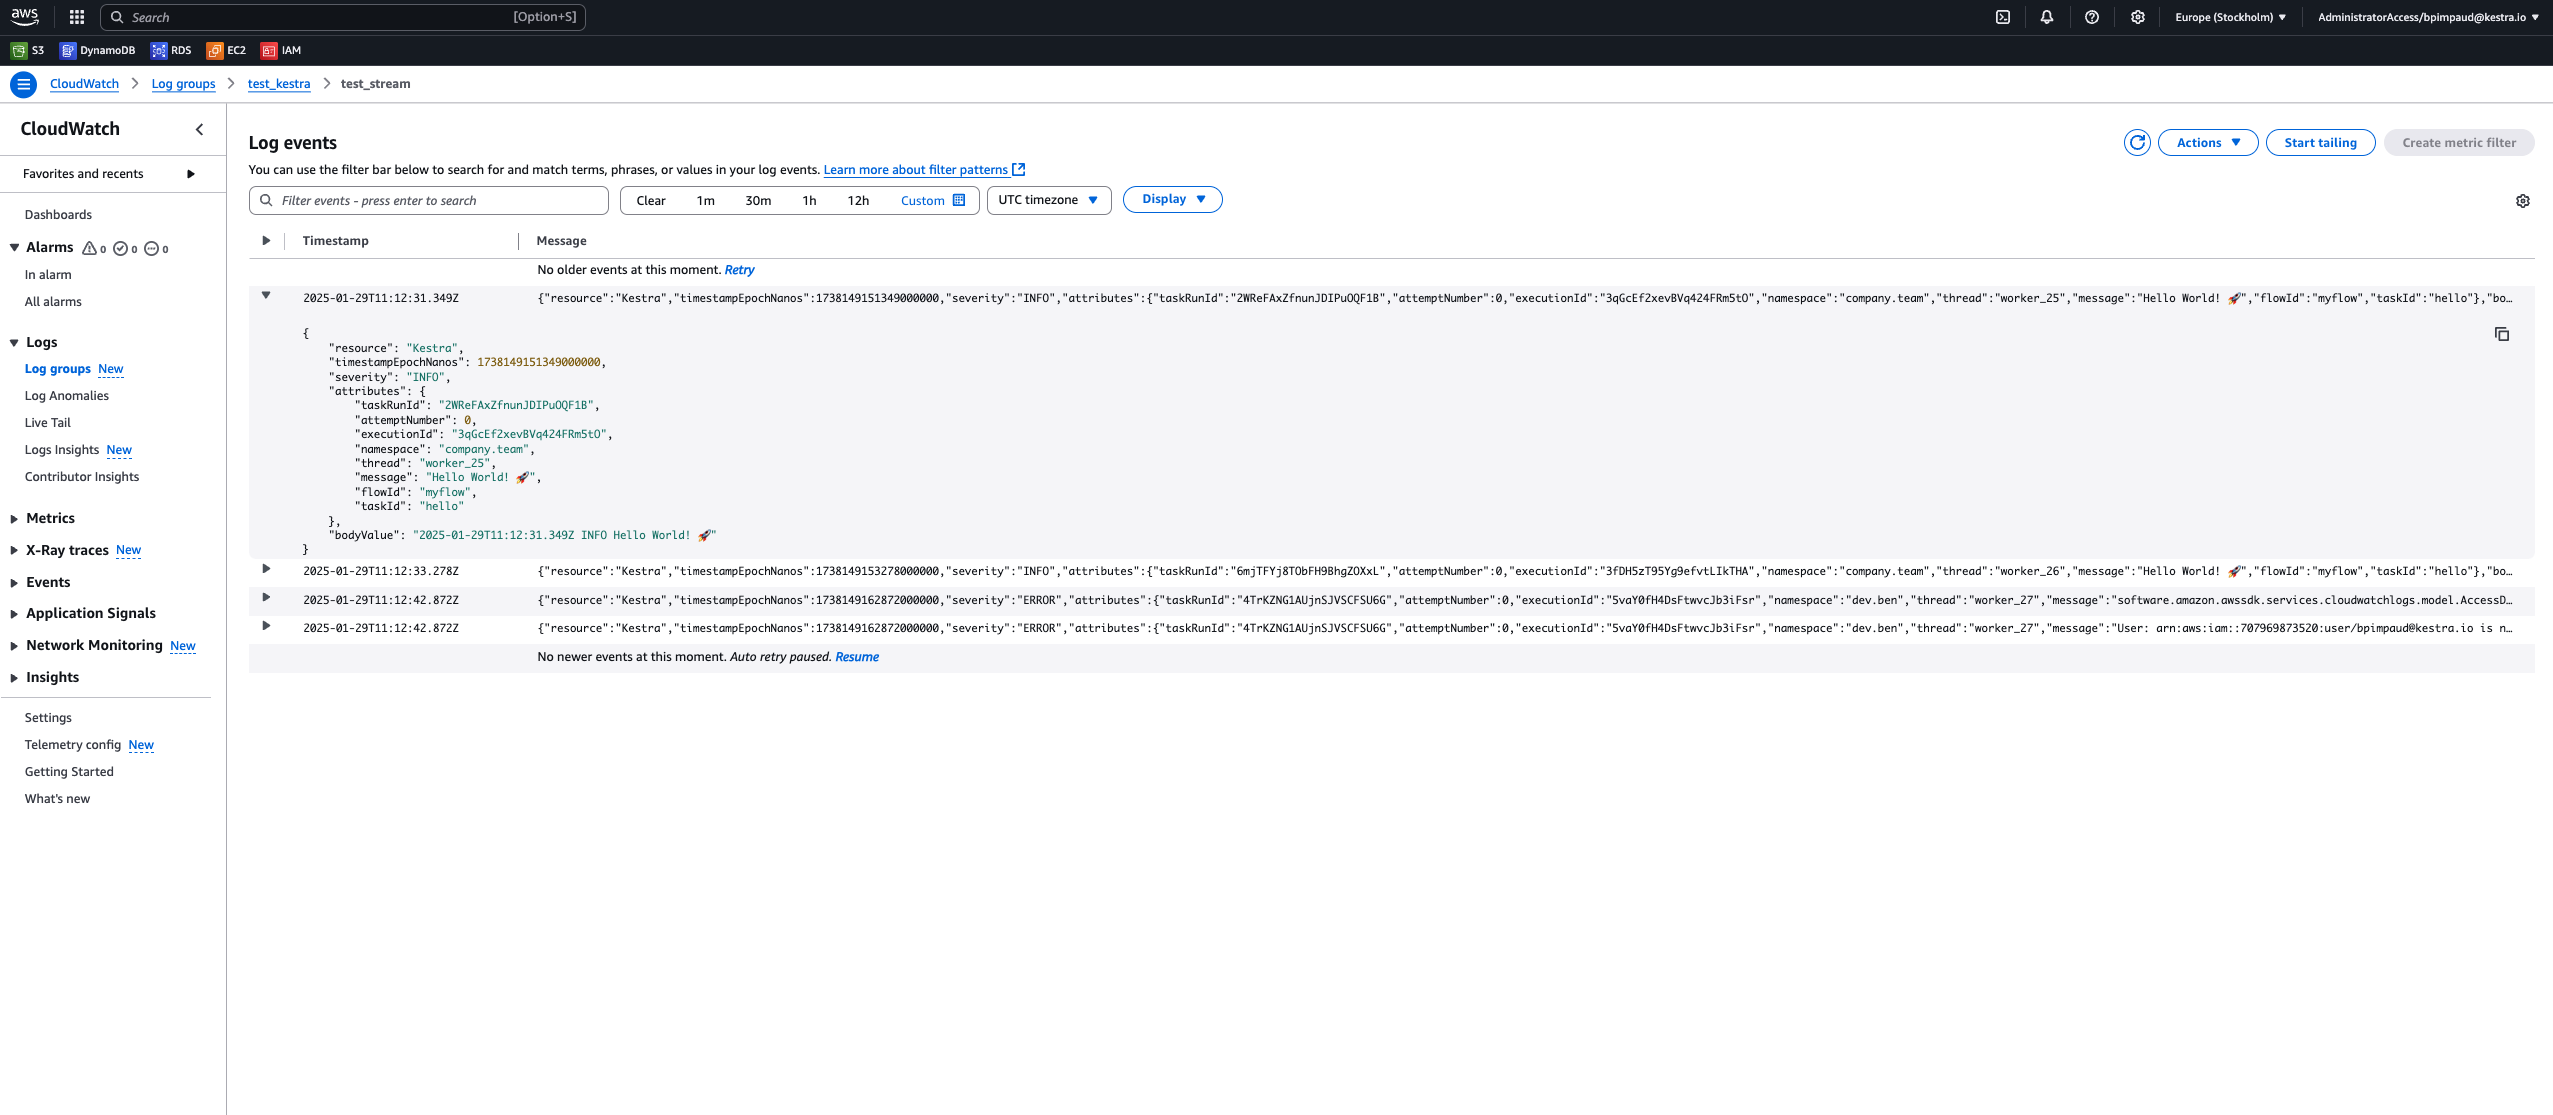 aws Search [Option+S] Europe (Stockholm) AdministratorAccess/bpimpaud@kestra.io
S3 DynamoDB RDS EC2 IAM
CloudWatch Log groups test_kestra test_stream
CloudWatch
Favorites and recents
Dashboards
Alarms 0 0 0
In alarm
All alarms
Logs
Log groups New
Log Anomalies
Live Tail
Logs Insights New
Contributor Insights
Metrics
X-Ray traces New
Events
Application Signals
Network Monitoring New
Insights
Settings
Telemetry config New
Getting Started
What's new
Log events
Actions Start tailing Create metric filter
You can use the filter bar below to search for and match terms, phrases, or values in your log events. Learn more about filter patterns
Filter events - press enter to search Clear 1m 30m 1h 12h Custom UTC timezone Display
Timestamp Message
No older events at this moment. Retry
2025-01-29T11:12:31.349Z {"resource":"Kestra","timestampEpochNanos":1738149151349000000,"severity":"INFO","attributes":{"taskRunId":"2WReFAxZfnunJDIPuOQF1B","attemptNumber":0,"executionId":"3qGcEf2xevBVq424FRm5tO","namespace":"company.team","thread":"worker_25","message":"Hello World! 🚀","flowId":"myflow","taskId":"hello"},"bo...
{
"resource": "Kestra",
"timestampEpochNanos": 1738149151349000000,
"severity": "INFO",
"attributes": {
"taskRunId": "2WReFAxZfnunJDIPuOQF1B",
"attemptNumber": 0,
"executionId": "3qGcEf2xevBVq424FRm5tO",
"namespace": "company.team",
"thread": "worker_25",
"message": "Hello World! 🚀",
"flowId": "myflow",
"taskId": "hello"
},
"bodyValue": "2025-01-29T11:12:31.349Z INFO Hello World! 🚀"
}
2025-01-29T11:12:33.278Z {"resource":"Kestra","timestampEpochNanos":1738149153278000000,"severity":"INFO","attributes":{"taskRunId":"6mjTFYj8TObFH9BhgZOXxL","attemptNumber":0,"executionId":"3fDH5zT95Yg9efvtLIkTHA","namespace":"company.team","thread":"worker_26","message":"Hello World! 🚀","flowId":"myflow","taskId":"hello"},"bo...
2025-01-29T11:12:42.872Z {"resource":"Kestra","timestampEpochNanos":1738149162872000000,"severity":"ERROR","attributes":{"taskRunId":"4TrKZNG1AUjnSJVSCFSU6G","attemptNumber":0,"executionId":"5vaY0fH4DsFtwvcJb3iFsr","namespace":"dev.ben","thread":"worker_27","message":"software.amazon.awssdk.services.cloudwatchlogs.model.AccessD...
2025-01-29T11:12:42.872Z {"resource":"Kestra","timestampEpochNanos":1738149162872000000,"severity":"ERROR","attributes":{"taskRunId":"4TrKZNG1AUjnSJVSCFSU6G","attemptNumber":0,"executionId":"5vaY0fH4DsFtwvcJb3iFsr","namespace":"dev.ben","thread":"worker_27","message":"User: arn:aws:iam::707969873520:user/bpimpaud@kestra.io is n...
No newer events at this moment. Auto retry paused. Resume